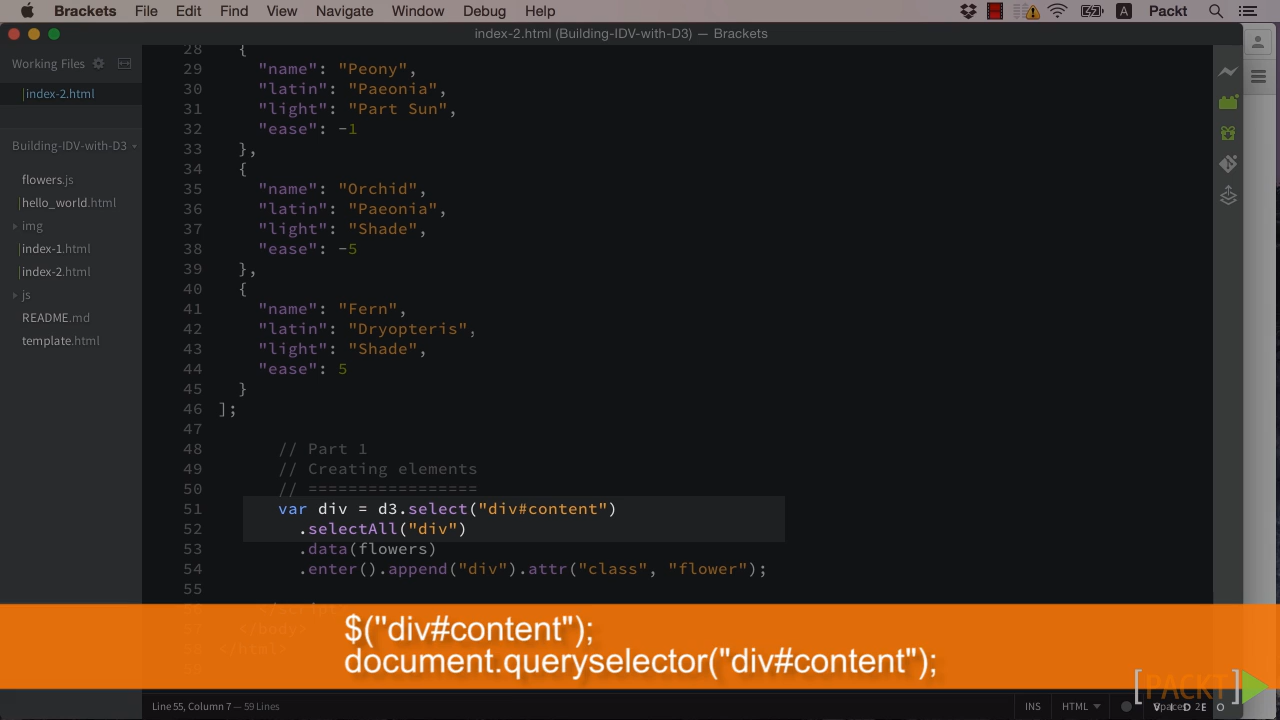 Brackets File Edit Find View Navigate Window Debug Help A Packt
index-2.html (Building-IDV-with-D3) — Brackets
Working Files
index-2.html
Building-IDV-with-D3
flowers.js
hello_world.html
img
index-1.html
index-2.html
js
README.md
template.html
28 {
29 "name": "Peony",
30 "latin": "Paeonia",
31 "light": "Part Sun",
32 "ease": -1
33 },
34 {
35 "name": "Orchid",
36 "latin": "Paeonia",
37 "light": "Shade",
38 "ease": -5
39 },
40 {
41 "name": "Fern",
42 "latin": "Dryopteris",
43 "light": "Shade",
44 "ease": 5
45 }
46 ];
47
48 // Part 1
49 // Creating elements
50 // =================
51 var div = d3.select("div#content")
52 .selectAll("div")
53 .data(flowers)
54 .enter().append("div").attr("class", "flower");
55
$("div#content");
document.queryselector("div#content");
Line 55, Column 7 — 59 Lines
INS HTML
[PACKT]
VIDEO